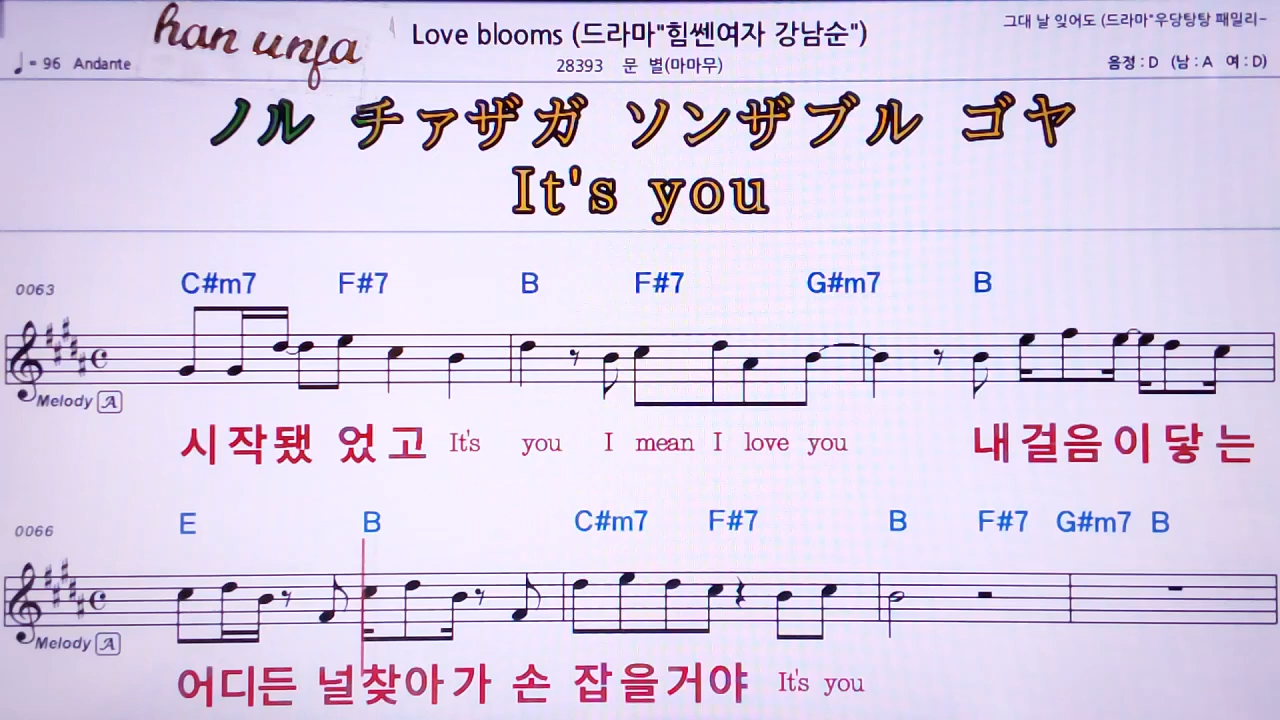 han unfa
Love blooms (드라마"힘쎈여자 강남순")
그대 날 잊어도 (드라마"우당탕탕 패밀리-
♩= 96 Andante
28393 문 별(마마무)
음정 : D (남 : A 여 : D)
ノル チァザガ ソンザブル ゴヤ
It's you
0063 C#m7 F#7 B F#7 G#m7 B
Melody A
시작됐 었고 It's you I mean I love you 내걸음이 닿 는
0066 E B C#m7 F#7 B F#7 G#m7 B
Melody A
어디든 널찾아가 손 잡을거야 It's you